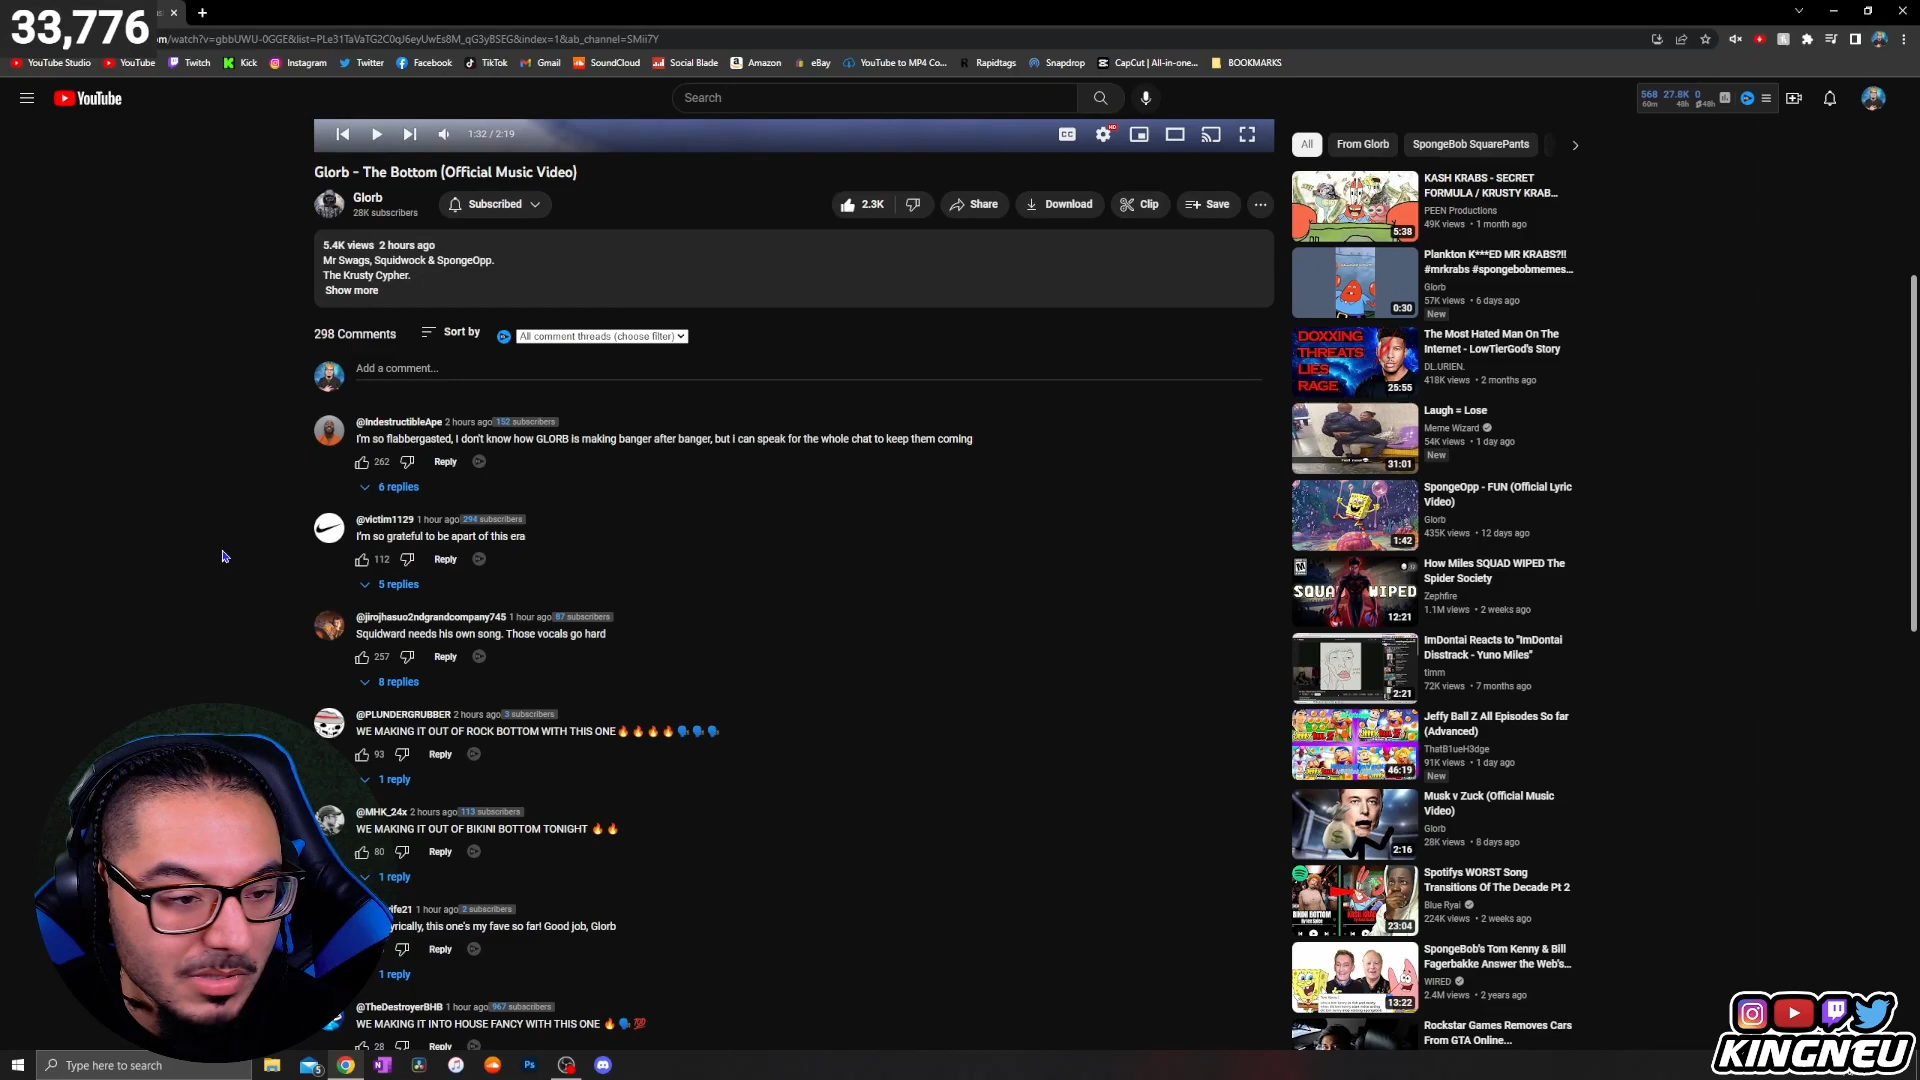 33,776
m/watch?v=gbbUWU-0GGE&list=PLe31TaVaTG2C0qJ6eyUwEs8M_qG3yBSEG&index=1&ab_channel=SMii7Y
YouTube Studio YouTube Twitch Kick Instagram Twitter Facebook TikTok Gmail SoundCloud Social Blade Amazon eBay YouTube to MP4 Co... Rapidtags Snapdrop CapCut | All-in-one... BOOKMARKS
YouTube
Search
568 27.8K 0
60m 48h 48h
1:32 / 2:19
CC
HD
Glorb - The Bottom (Official Music Video)
Glorb
28K subscribers
Subscribed
2.3K
Share
Download
Clip
Save
5.4K views 2 hours ago
Mr Swags, Squidwock & SpongeOpp.
The Krusty Cypher.
Show more
298 Comments
Sort by
All comment threads (choose filter)
Add a comment...
@IndestructibleApe 2 hours ago 152 subscribers
I'm so flabbergasted, I don't know how GLORB is making banger after banger, but i can speak for the whole chat to keep them coming
262 Reply
6 replies
@victim1129 1 hour ago 294 subscribers
I'm so grateful to be apart of this era
112 Reply
5 replies
@jirojhasuo2ndgrandcompany745 1 hour ago 87 subscribers
Squidward needs his own song. Those vocals go hard
257 Reply
8 replies
@PLUNDERGRUBBER 2 hours ago 3 subscribers
WE MAKING IT OUT OF ROCK BOTTOM WITH THIS ONE🔥🔥🔥🔥🗣️🗣️🗣️
93 Reply
1 reply
@MHK_24x 2 hours ago 113 subscribers
WE MAKING IT OUT OF BIKINI BOTTOM TONIGHT 🔥🔥
80 Reply
1 reply
ife21 1 hour ago 2 subscribers
yrically, this one's my fave so far! Good job, Glorb
Reply
1 reply
@TheDestroyerBHB 1 hour ago 967 subscribers
WE MAKING IT INTO HOUSE FANCY WITH THIS ONE 🔥🗣️💯
28 Reply
All
From Glorb
SpongeBob SquarePants
5:38
KASH KRABS - SECRET
FORMULA / KRUSTY KRAB...
PEEN Productions
49K views • 1 month ago
0:30
Plankton K***ED MR KRABS?!!
#mrkrabs #spongebobmemes...
Glorb
57K views • 6 days ago
New
DOXXING
THREATS
LIES
RAGE
25:55
The Most Hated Man On The
Internet - LowTierGod's Story
DL.URIEN.
418K views • 2 months ago
31:01
Laugh = Lose
Meme Wizard
54K views • 1 day ago
New
1:42
SpongeOpp - FUN (Official Lyric
Video)
Glorb
435K views • 12 days ago
SQUA WIPED
12:21
How Miles SQUAD WIPED The
Spider Society
Zephfire
1.1M views • 2 weeks ago
2:21
ImDontai Reacts to "ImDontai
Disstrack - Yuno Miles"
timm
72K views • 7 months ago
46:19
Jeffy Ball Z All Episodes So far
(Advanced)
ThatB1ueH3dge
91K views • 1 day ago
New
2:16
Musk v Zuck (Official Music
Video)
Glorb
28K views • 8 days ago
BIKINI BOTTOM
23:04
Spotifys WORST Song
Transitions Of The Decade Pt 2
Blue Ryai
224K views • 2 weeks ago
13:22
SpongeBob's Tom Kenny & Bill
Fagerbakke Answer the Web's...
WIRED
2.4M views • 2 years ago
Rockstar Games Removes Cars
From GTA Online...
KINGNEU
Type here to search
5
Ps